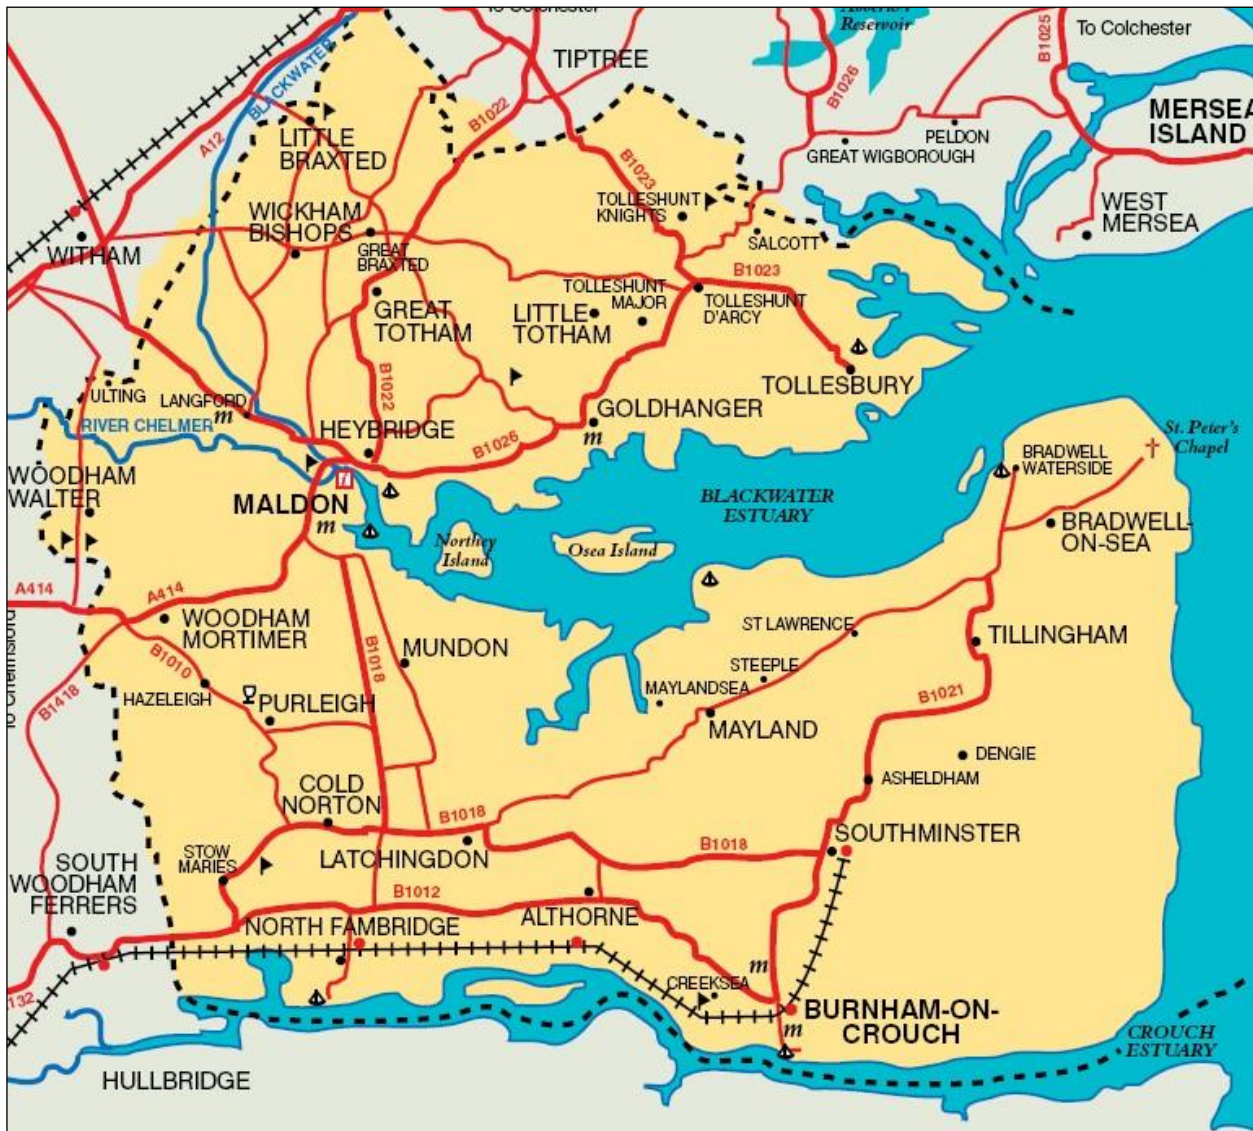 To Colchester
Abberton
Reservoir
B1025
To Colchester
TIPTREE
BLACKWATER
B1026
A12
B1022
MERSEA
ISLAND
PELDON
GREAT WIGBOROUGH
LITTLE
BRAXTED
B1023
TOLLESHUNT
KNIGHTS
WEST
MERSEA
WICKHAM
BISHOPS
SALCOTT
WITHAM
GREAT
BRAXTED
B1023
TOLLESHUNT
MAJOR
TOLLESHUNT
D'ARCY
GREAT
TOTHAM
LITTLE
TOTHAM
B1022
TOLLESBURY
ULTING
LANGFORD
m
GOLDHANGER
m
RIVER CHELMER
HEYBRIDGE
B1026
St. Peter's
Chapel
BRADWELL
WATERSIDE
WOODHAM
WALTER
i
MALDON
m
BLACKWATER
ESTUARY
BRADWELL-
ON-SEA
Northey
Island
Osea Island
A414
A414
WOODHAM
MORTIMER
ST LAWRENCE
TILLINGHAM
To Chelmsford
B1010
B1018
MUNDON
STEEPLE
B1418
HAZELEIGH
PURLEIGH
MAYLANDSEA
B1021
MAYLAND
DENGIE
ASHELDHAM
COLD
NORTON
B1018
SOUTHMINSTER
B1018
STOW
MARIES
LATCHINGDON
SOUTH
WOODHAM
FERRERS
B1012
NORTH FAMBRIDGE
ALTHORNE
m
CREEKSEA
132
BURNHAM-ON-
CROUCH
m
CROUCH
ESTUARY
HULLBRIDGE